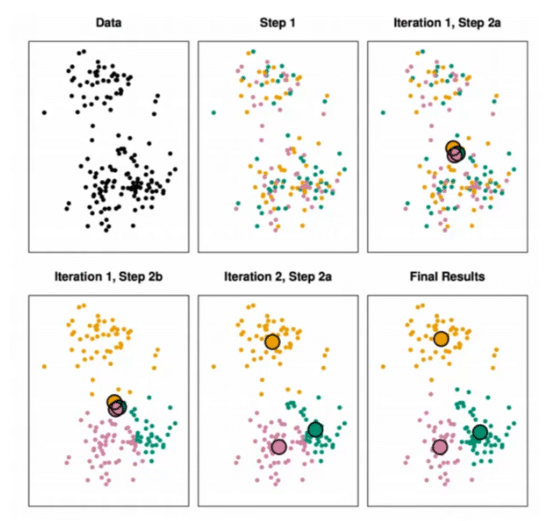 Data
Step 1
Iteration 1, Step 2a
Iteration 1, Step 2b
Iteration 2, Step 2a
Final Results